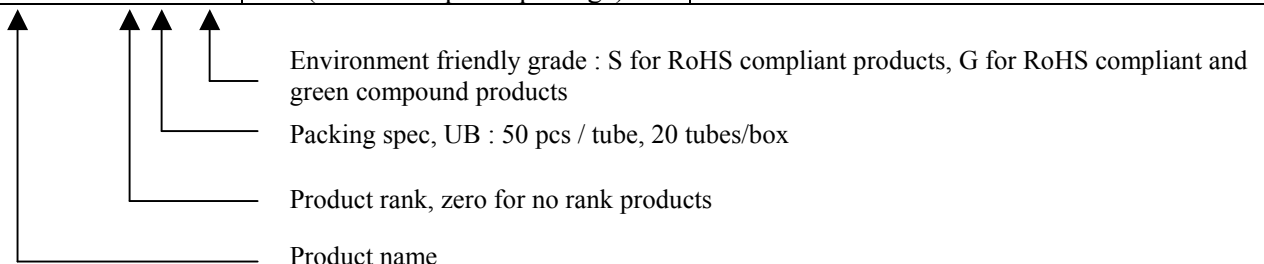 Environment friendly grade : S for RoHS compliant products, G for RoHS compliant and
green compound products
Packing spec, UB : 50 pcs / tube, 20 tubes/box
Product rank, zero for no rank products
Product name